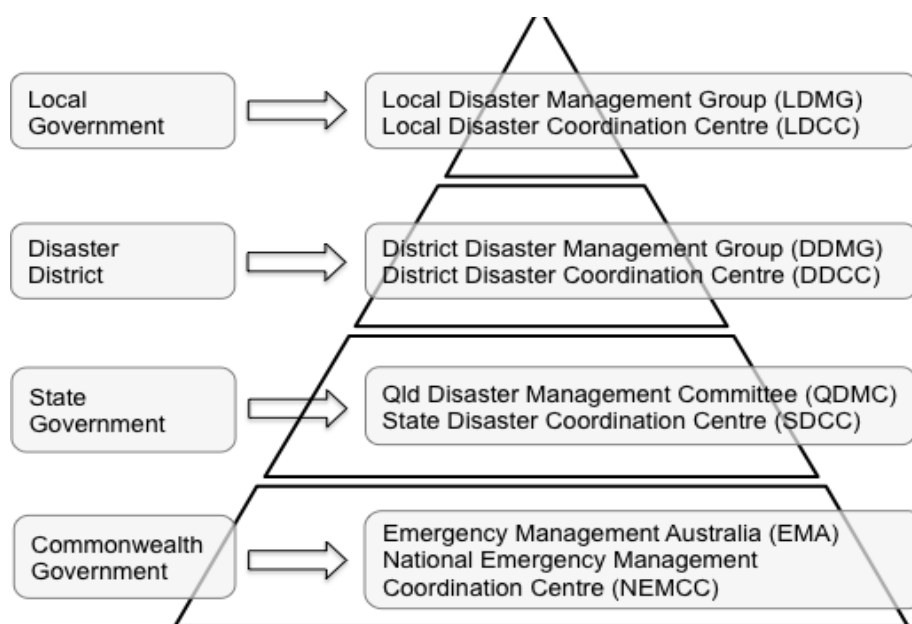 Local
Government
Local Disaster Management Group (LDMG)
Local Disaster Coordination Centre (LDCC)
Disaster
District
District Disaster Management Group (DDMG)
District Disaster Coordination Centre (DDCC)
State
Government
Qld Disaster Management Committee (QDMC)
State Disaster Coordination Centre (SDCC)
Commonwealth
Government
Emergency Management Australia (EMA)
National Emergency Management
Coordination Centre (NEMCC)